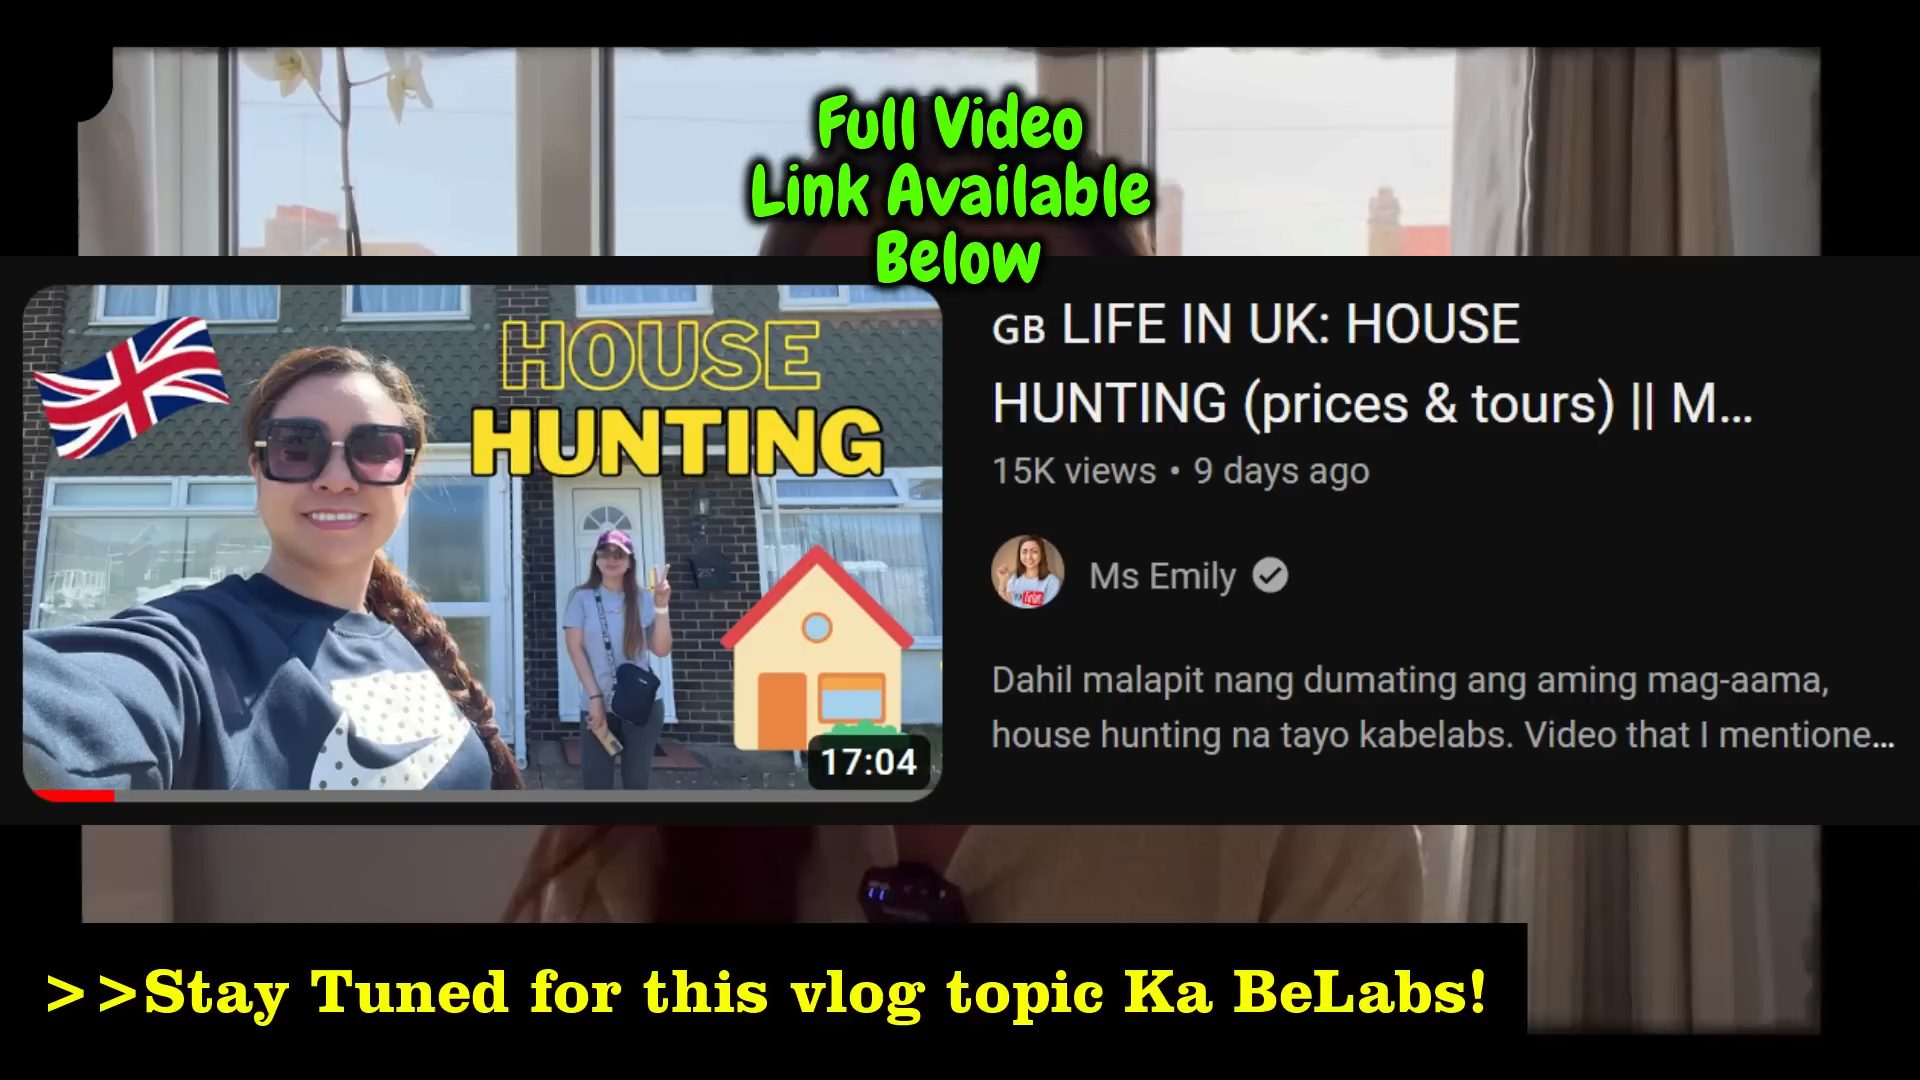 Full Video
Link Available
Below
HOUSE
HUNTING
17:04
GB LIFE IN UK: HOUSE
HUNTING (prices & tours) || M...
15K views • 9 days ago
Ms Emily
Dahil malapit nang dumating ang aming mag-aama,
house hunting na tayo kabelabs. Video that I mentione...
>>Stay Tuned for this vlog topic Ka BeLabs!